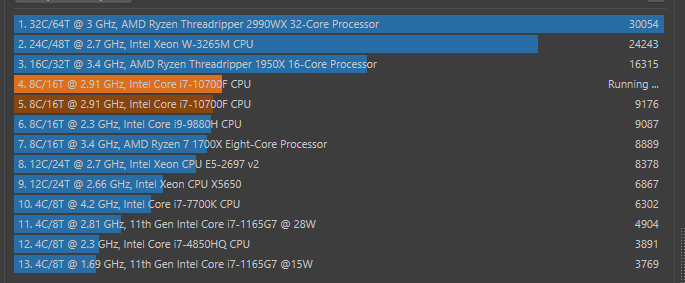 1. 32C/64T @ 3 GHz, AMD Ryzen Threadripper 2990WX 32-Core Processor 30054
2. 24C/48T @ 2.7 GHz, Intel Xeon W-3265M CPU 24243
3. 16C/32T @ 3.4 GHz, AMD Ryzen Threadripper 1950X 16-Core Processor 16315
4. 8C/16T @ 2.91 GHz, Intel Core i7-10700F CPU Running ...
5. 8C/16T @ 2.91 GHz, Intel Core i7-10700F CPU 9176
6. 8C/16T @ 2.3 GHz, Intel Core i9-9880H CPU 9087
7. 8C/16T @ 3.4 GHz, AMD Ryzen 7 1700X Eight-Core Processor 8889
8. 12C/24T @ 2.7 GHz, Intel Xeon CPU E5-2697 v2 8378
9. 12C/24T @ 2.66 GHz, Intel Xeon CPU X5650 6867
10. 4C/8T @ 4.2 GHz, Intel Core i7-7700K CPU 6302
11. 4C/8T @ 2.81 GHz, 11th Gen Intel Core i7-1165G7 @ 28W 4904
12. 4C/8T @ 2.3 GHz, Intel Core i7-4850HQ CPU 3891
13. 4C/8T @ 1.69 GHz, 11th Gen Intel Core i7-1165G7 @15W 3769